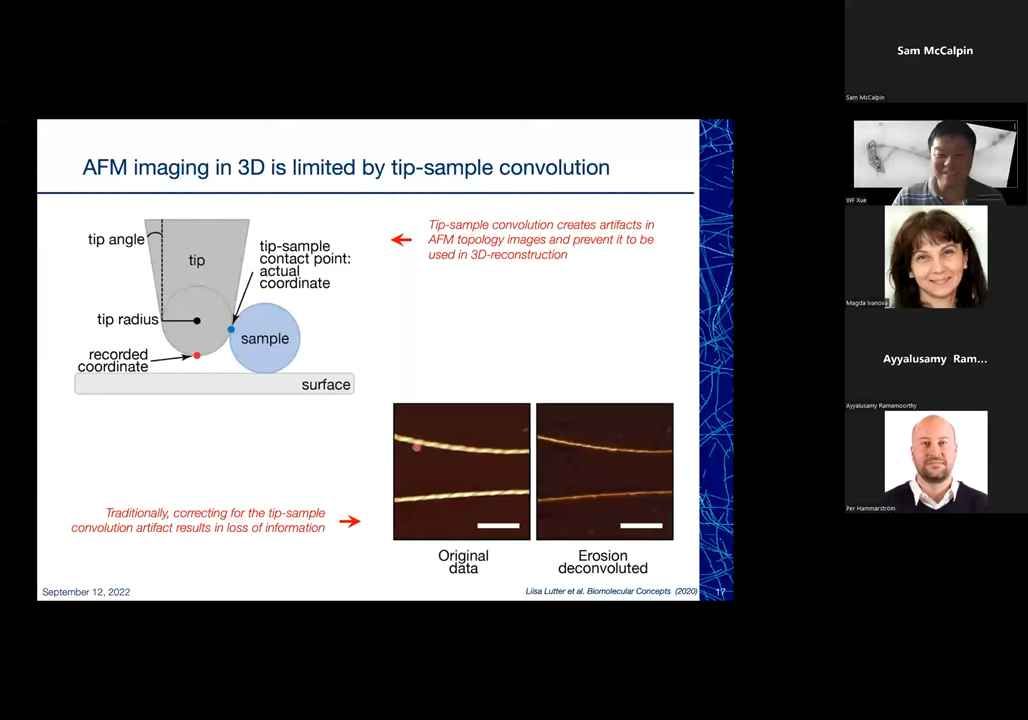 AFM imaging in 3D is limited by tip-sample convolution
tip angle
tip
tip radius
recorded
coordinate
tip-sample
contact point:
actual
coordinate
sample
surface
Tip-sample convolution creates artifacts in
AFM topology images and prevent it to be
used in 3D-reconstruction
Traditionally, correcting for the tip-sample
convolution artifact results in loss of information
Original
data
Erosion
deconvoluted
September 12, 2022
Liisa Lutter et al. Biomolecular Concepts (2020)
17
Sam McCalpin
Sam McCalpin
WF Xue
Magda Ivanova
Ayyalusamy Ram...
Ayyalusamy Ramamoorthy
Per Hammarström